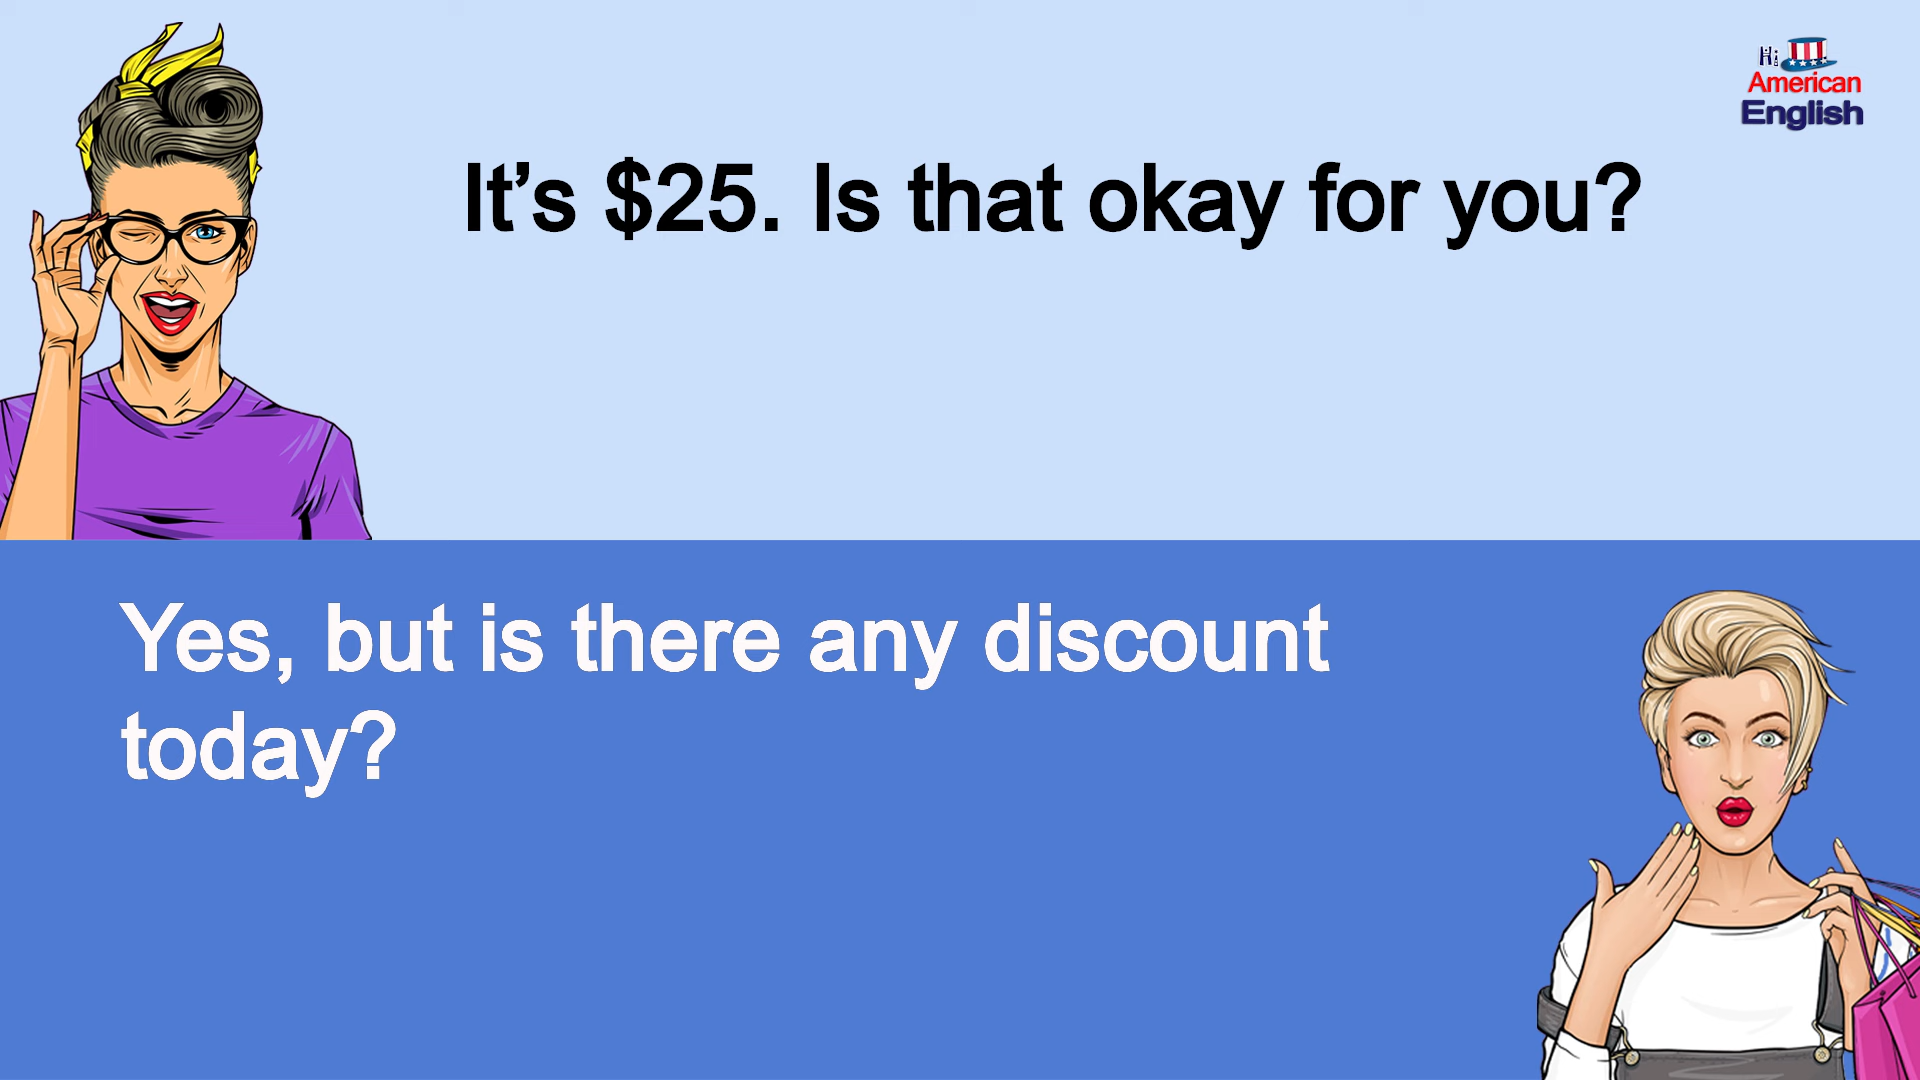 Hi
American
English
It’s $25. Is that okay for you?
Yes, but is there any discount
today?